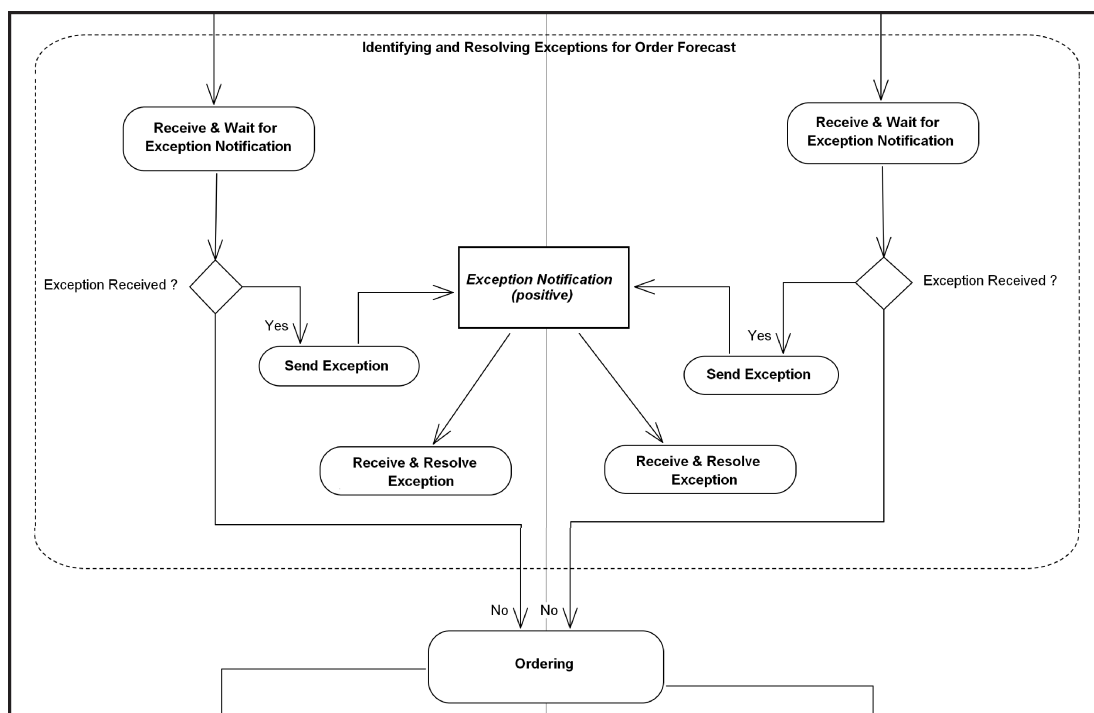 Identifying and Resolving Exceptions for Order Forecast
Receive & Wait for
Exception Notification
Receive & Wait for
Exception Notification
Exception Received ?
Exception Notification
(positive)
Exception Received ?
Yes
Send Exception
Yes
Send Exception
Receive & Resolve
Exception
Receive & Resolve
Exception
No
No
Ordering